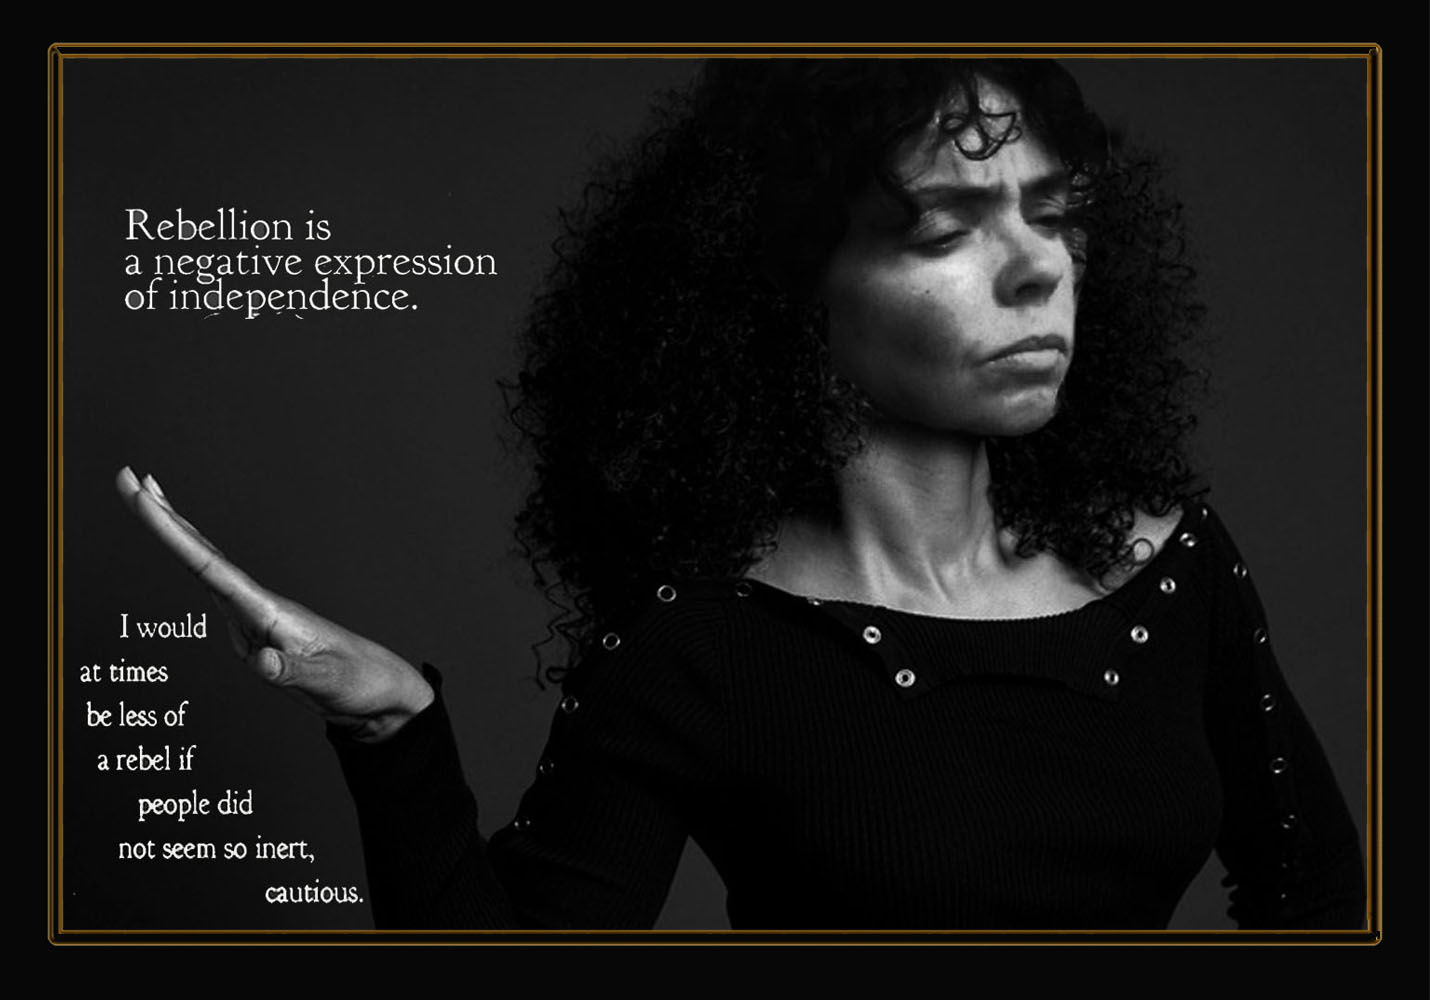 Rebellion is
a negative expression
of independence.
I would
at times
be less of
a rebel if
people did
not seem so inert,
cautious.